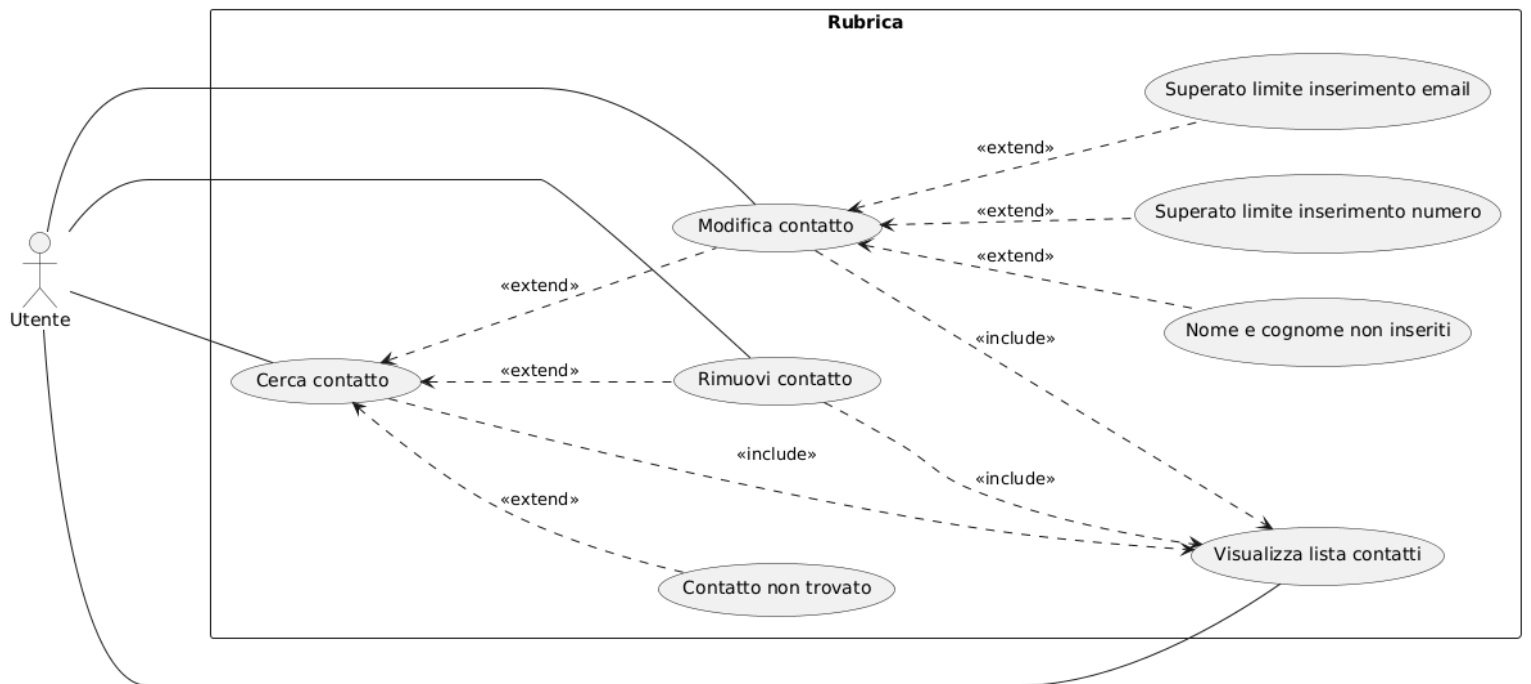 Rubrica
Superato limite inserimento email
«extend»
Superato limite inserimento numero
«extend»
Modifica contatto
«extend»
Utente
«extend»
Nome e cognome non inseriti
«include»
Cerca contatto
«extend»
Rimuovi contatto
«include»
«include»
«extend»
Visualizza lista contatti
Contatto non trovato